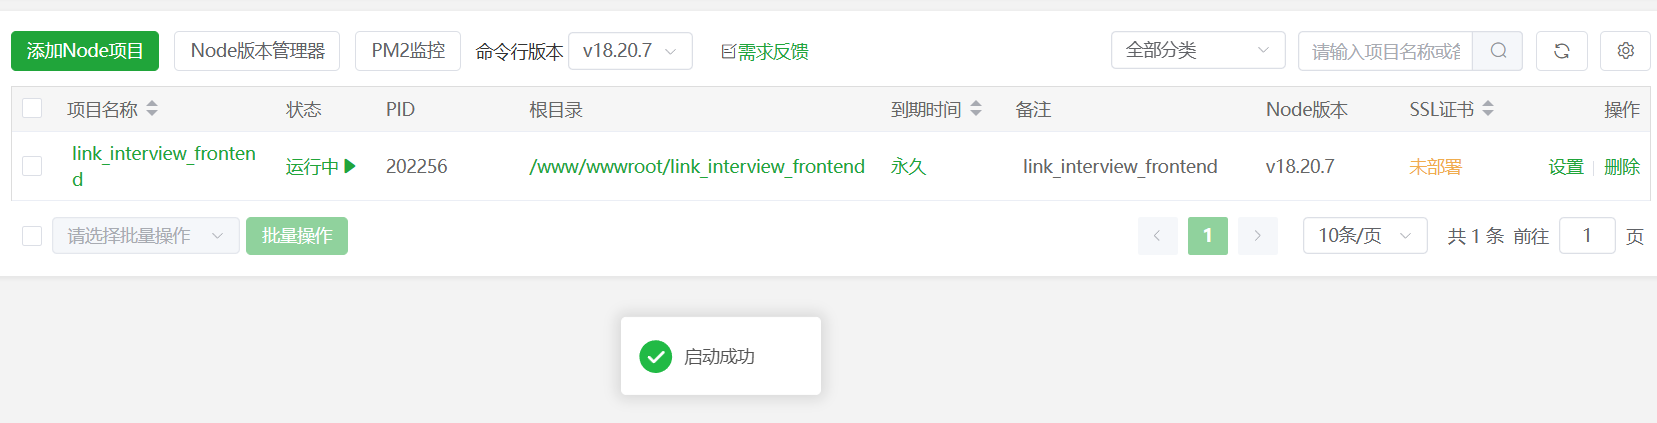 添加Node项目 Node版本管理器 PM2监控 命令行版本 v18.20.7 需求反馈 全部分类 请输入项目名称或
项目名称 状态 PID 根目录 到期时间 备注 Node版本 SSL证书 操作
link_interview_fronten
d 运行中 202256 /www/wwwroot/link_interview_frontend 永久 link_interview_frontend v18.20.7 未部署 设置 删除
请选择批量操作 批量操作 1 10条/页 共 1 条 前往 1 页
启动成功